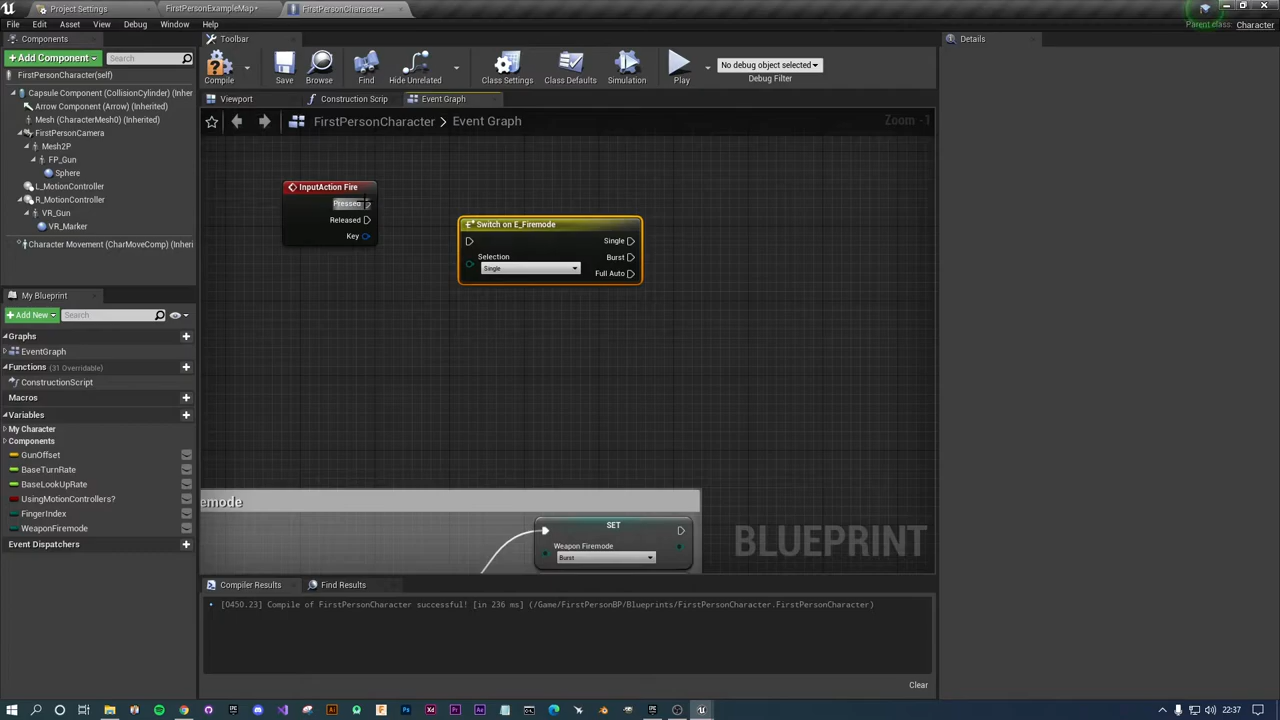 Project Settings
FirstPersonExampleMap*
FirstPersonCharacter*
Parent class: Character
File Edit Asset View Debug Window Help
Components
Toolbar
Details
+Add Component
Search
FirstPersonCharacter(self)
Capsule Component (CollisionCylinder) (Inher
Arrow Component (Arrow) (Inherited)
Mesh (CharacterMesh0) (Inherited)
FirstPersonCamera
Mesh2P
FP_Gun
Sphere
L_MotionController
R_MotionController
VR_Gun
VR_Marker
Character Movement (CharMoveComp) (Inheri
Compile
Save
Browse
Find
Hide Unrelated
Class Settings
Class Defaults
Simulation
Play
No debug object selected
Debug Filter
Viewport
Construction Scrip
Event Graph
FirstPersonCharacter > Event Graph
Zoom -1
InputAction Fire
Pressed
Released
Key
Switch on E_Firemode
Selection
Single
Single
Burst
Full Auto
My Blueprint
+Add New
Search
Graphs
EventGraph
Functions (31 Overridable)
ConstructionScript
Macros
Variables
My Character
Components
GunOffset
BaseTurnRate
BaseLookUpRate
UsingMotionControllers?
FingerIndex
WeaponFiremode
Event Dispatchers
emode
SET
Weapon Firemode
Burst
BLUEPRINT
Compiler Results
Find Results
[0450.23] Compile of FirstPersonCharacter successful! [in 236 ms] (/Game/FirstPersonBP/Blueprints/FirstPersonCharacter.FirstPersonCharacter)
Clear
22:37